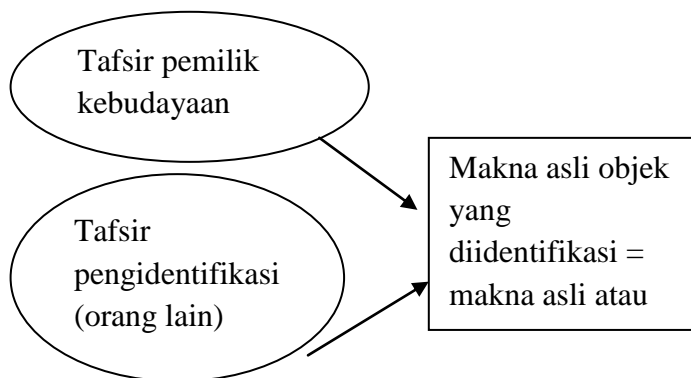 Tafsir pemilik
kebudayaan
Tafsir
pengidentifikasi
(orang lain)
Makna asli objek
yang
diidentifikasi =
makna asli atau